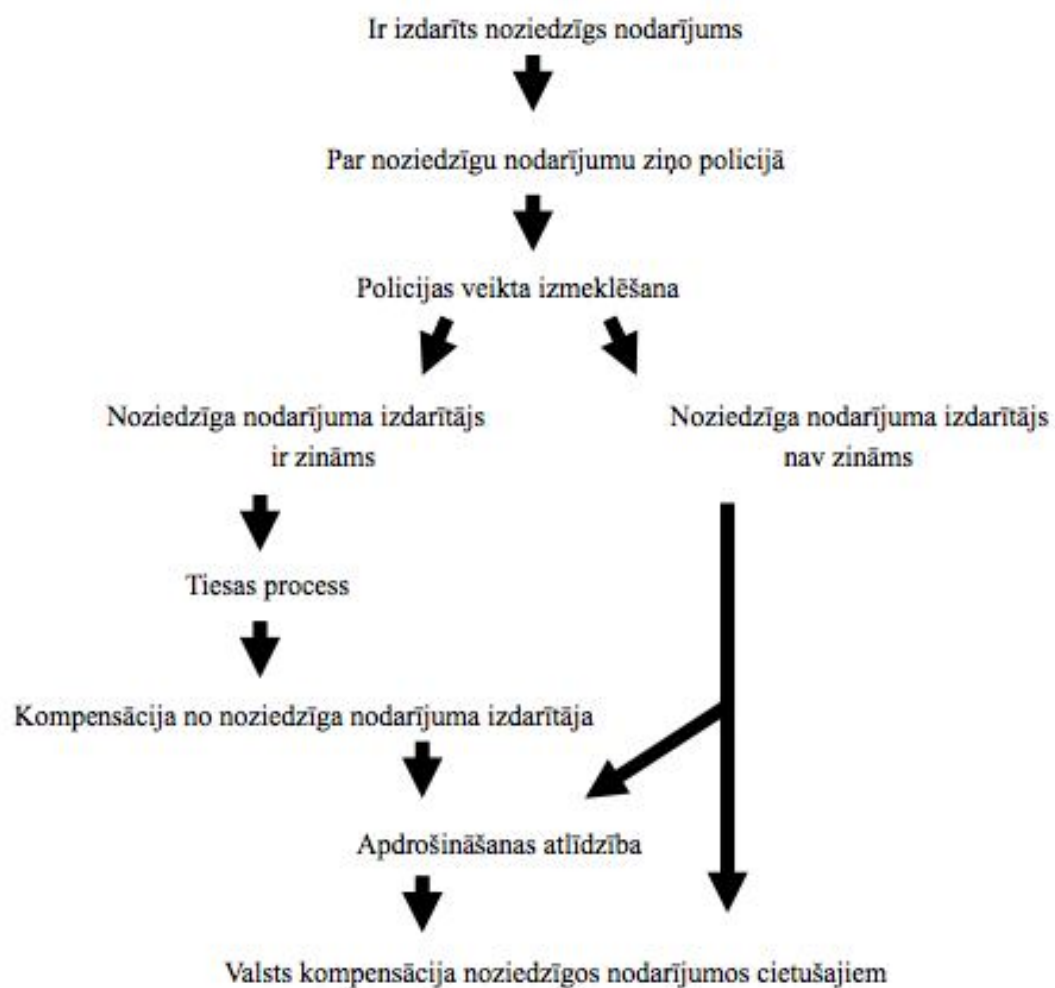 Ir izdarīts noziedzīgs nodarījums
Par noziedzīgu nodarījumu ziņo policijā
Policijas veikta izmeklēšana
Noziedzīga nodarījuma izdarītājs
ir zināms
Noziedzīga nodarījuma izdarītājs
nav zināms
Tiesas process
Kompensācija no noziedzīga nodarījuma izdarītāja
Apdrošināšanas atlīdzība
Valsts kompensācija noziedzīgos nodarījumos cietušajiem